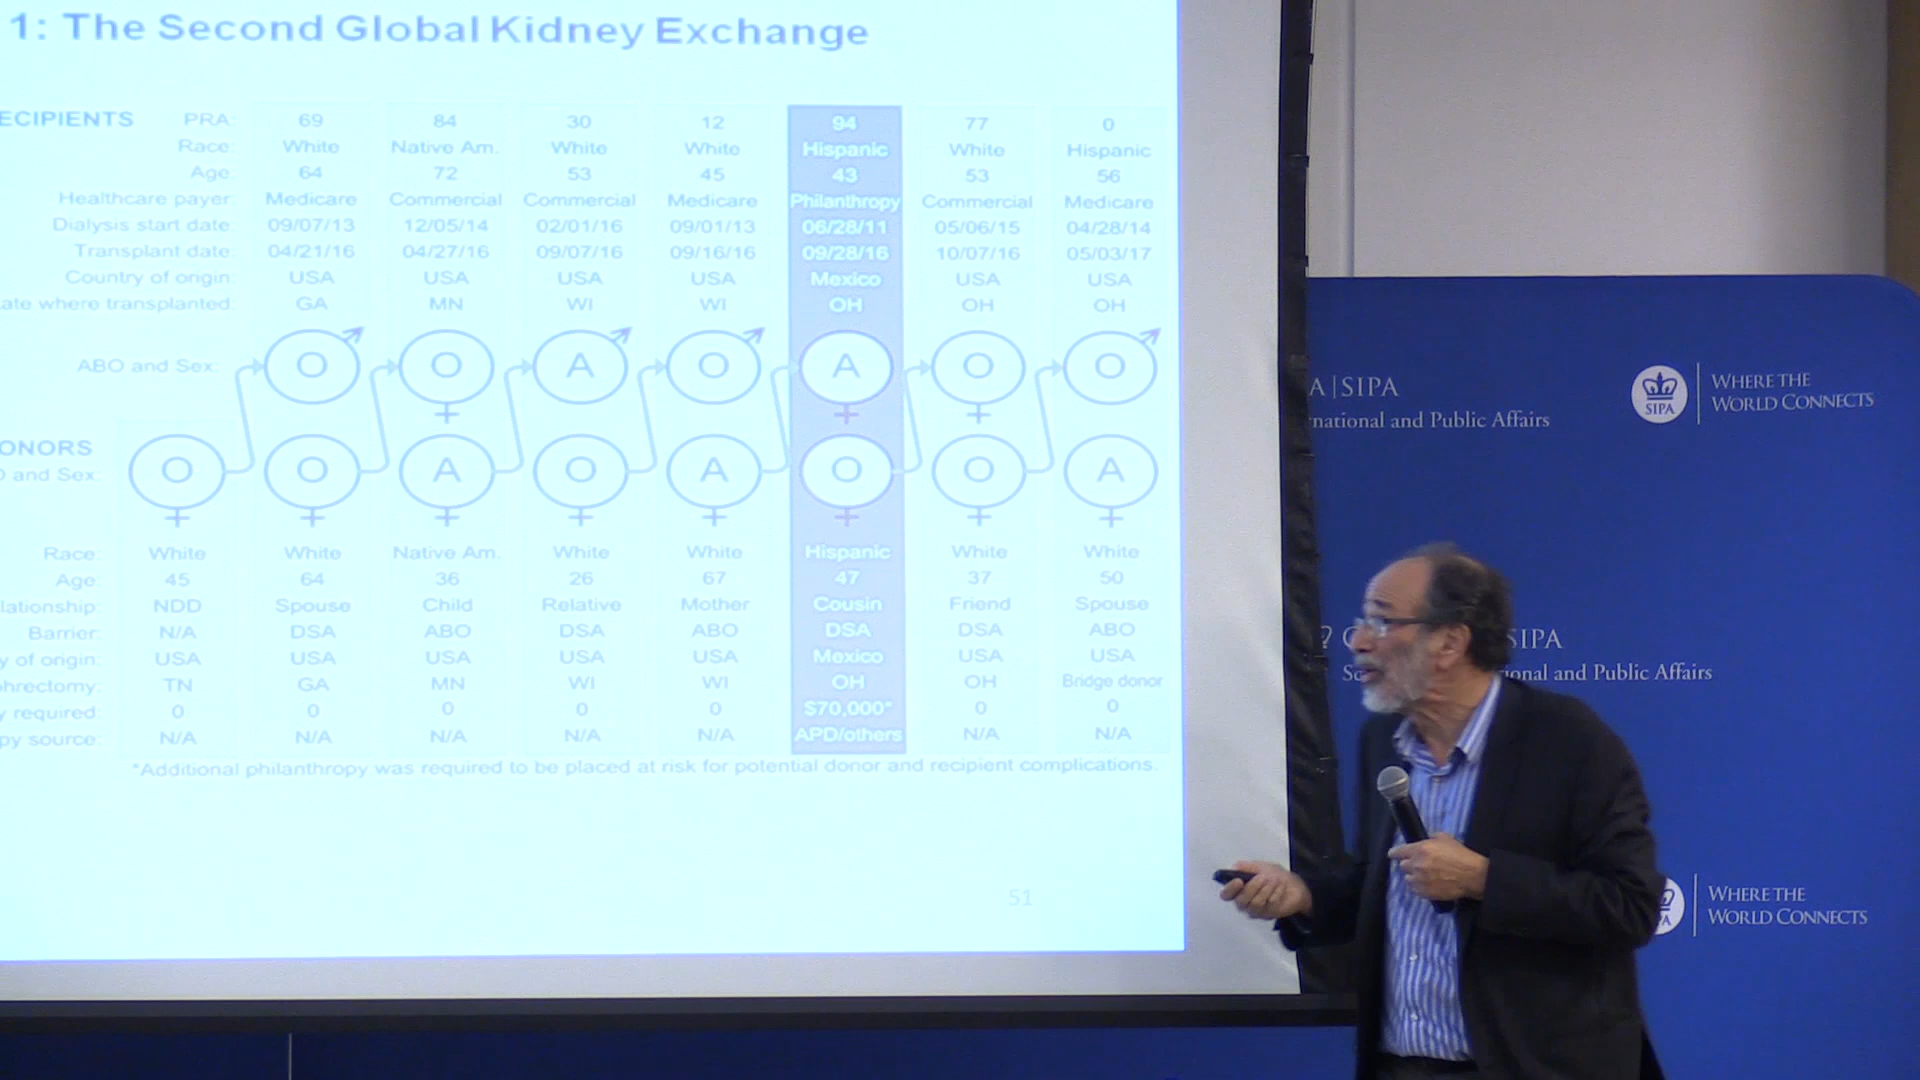 1: The Second Global Kidney Exchange
ECIPIENTS PRA: 69 84 30 12 94 77 0
Race: White Native Am. White White Hispanic White Hispanic
Age: 64 72 53 45 43 53 56
Healthcare payer: Medicare Commercial Commercial Medicare Philanthropy Commercial Medicare
Dialysis start date: 09/07/13 12/05/14 02/01/16 09/01/13 06/28/11 05/06/15 04/28/14
Transplant date: 04/21/16 04/27/16 09/07/16 09/16/16 09/28/16 10/07/16 05/03/17
Country of origin: USA USA USA USA Mexico USA USA
ate where transplanted: GA MN WI WI OH OH OH
ABO and Sex: O O A O A O O
ONORS
O and Sex: O O A O A O O A
Race: White White Native Am. White White Hispanic White White
Age: 45 64 36 26 67 47 37 50
lationship: NDD Spouse Child Relative Mother Cousin Friend Spouse
Barrier: N/A DSA ABO DSA ABO DSA DSA ABO
y of origin: USA USA USA USA USA Mexico USA USA
phrectomy: TN GA MN WI WI OH OH Bridge donor
y required: 0 0 0 0 0 $70,000* 0 0
py source: N/A N/A N/A N/A N/A APD/others N/A N/A
*Additional philanthropy was required to be placed at risk for potential donor and recipient complications.
51
A|SIPA
rnational and Public Affairs
SIPA
WHERE THE
WORLD CONNECTS
SIPA
ional and Public Affairs
WHERE THE
WORLD CONNECTS